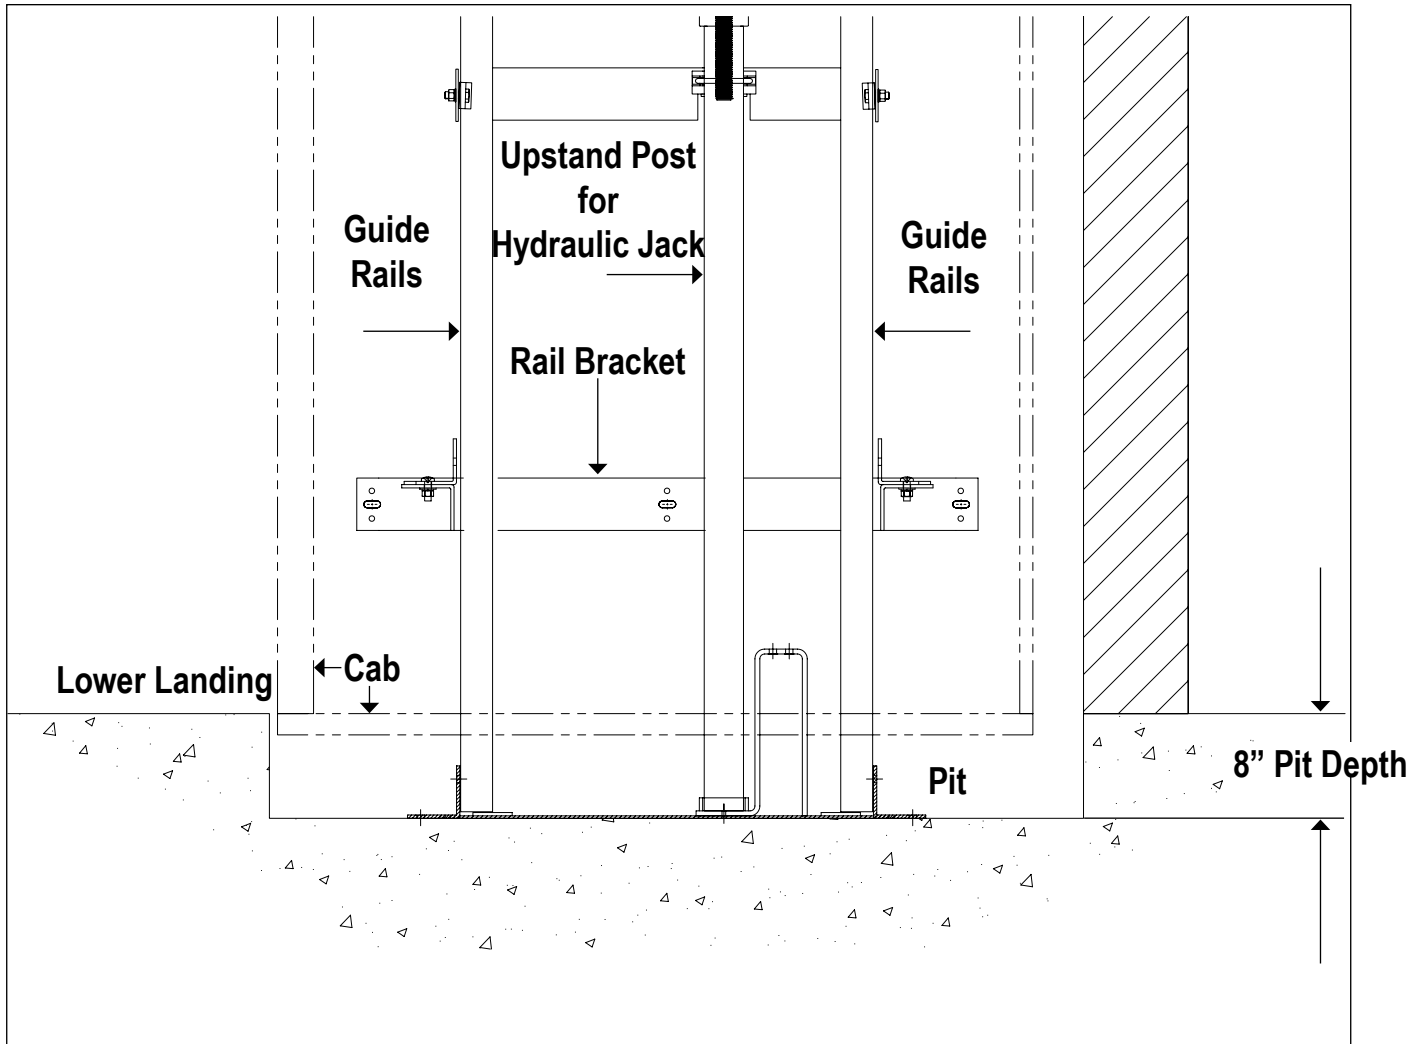 Upstand Post
for
Hydraulic Jack
Guide
Rails
Guide
Rails
Rail Bracket
Cab
Lower Landing
Pit
8” Pit Depth